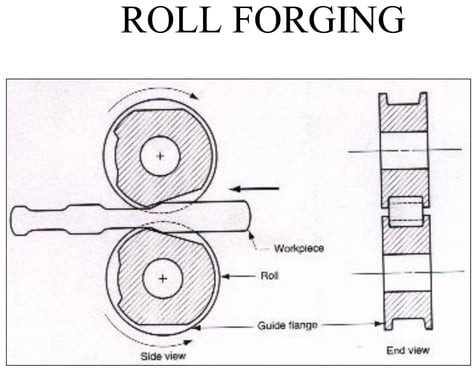 ROLL FORGING
Workpiece
Roll
Guide flange
Side view
End view